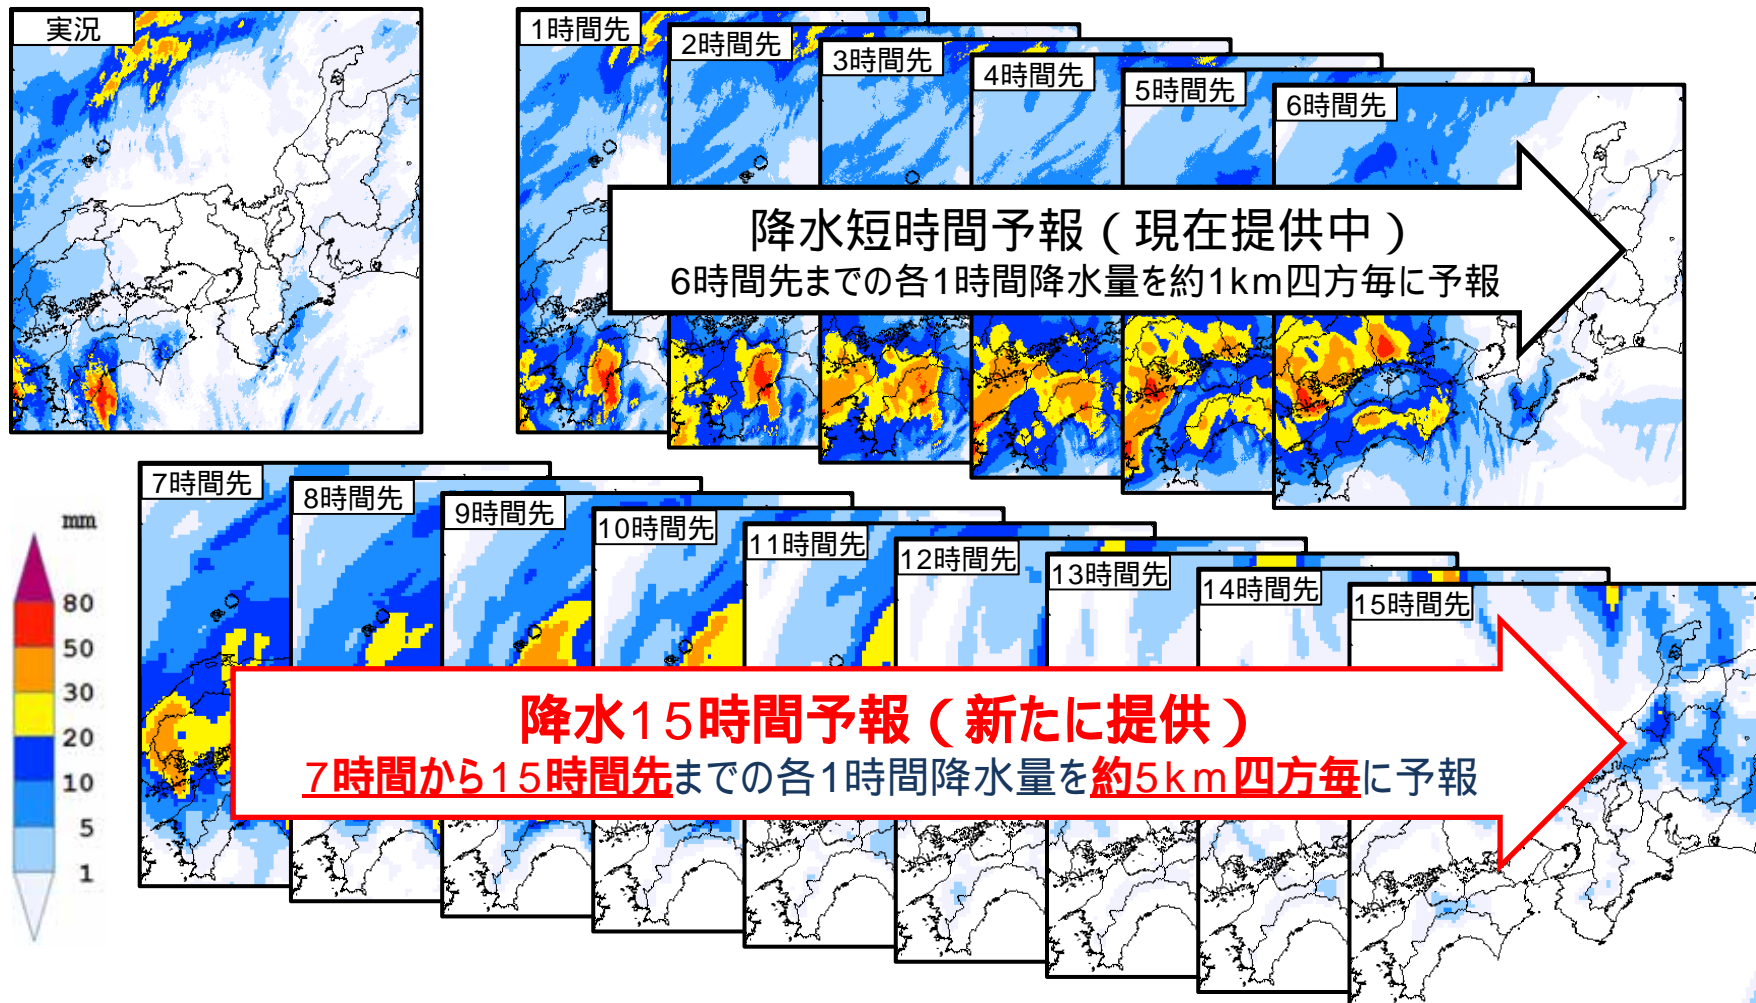 実況
1時間先
2時間先
3時間先
4時間先
5時間先
6時間先
降水短時間予報(現在提供中)
6時間先までの各1時間降水量を約1km四方毎に予報
7時間先
8時間先
9時間先
10時間先
11時間先
12時間先
13時間先
14時間先
15時間先
降水15時間予報(新たに提供)
7時間から15時間先までの各1時間降水量を約5km四方毎に予報
mm
80
50
30
20
10
5
1